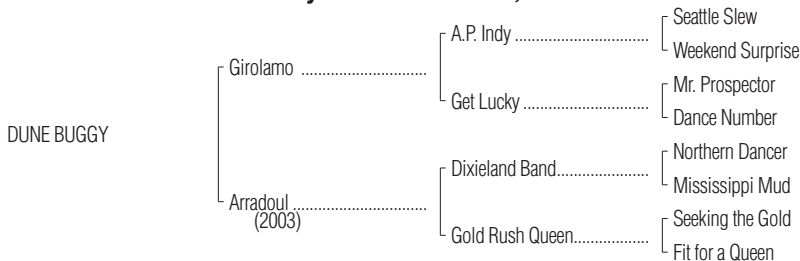 Seattle Slew
A.P. Indy
Weekend Surprise
Girolamo
Mr. Prospector
Get Lucky
Dance Number
DUNE BUGGY
Northern Dancer
Dixieland Band
Mississippi Mud
Arradoul
(2003)
Seeking the Gold
Gold Rush Queen
Fit for a Queen